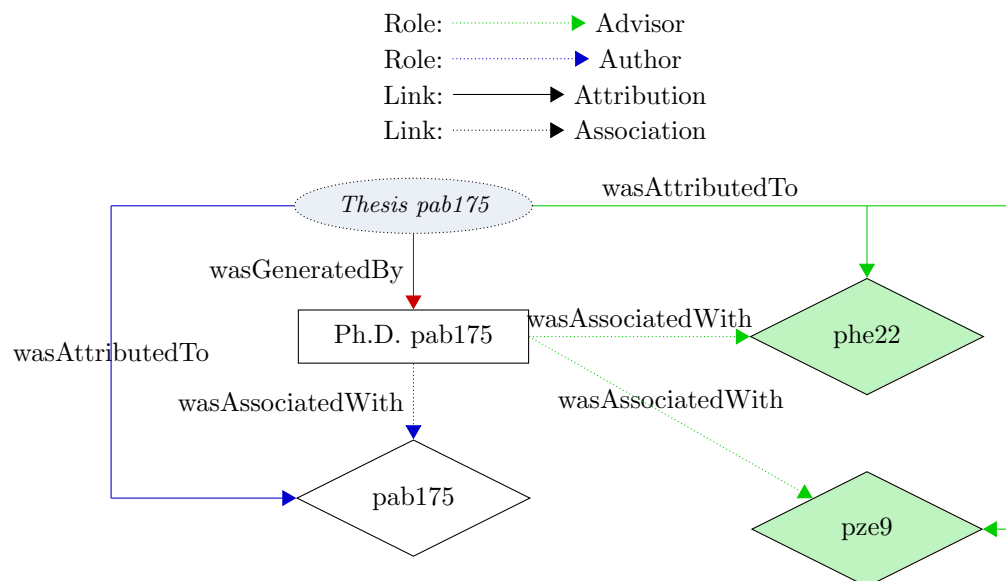 Role: Advisor
Role: Author
Link: Attribution
Link: Association
wasAttributedTo
Thesis pab175
wasGeneratedBy
wasAssociatedWith
Ph.D. pab175
phe22
wasAttributedTo
wasAssociatedWith
wasAssociatedWith
pab175
pze9